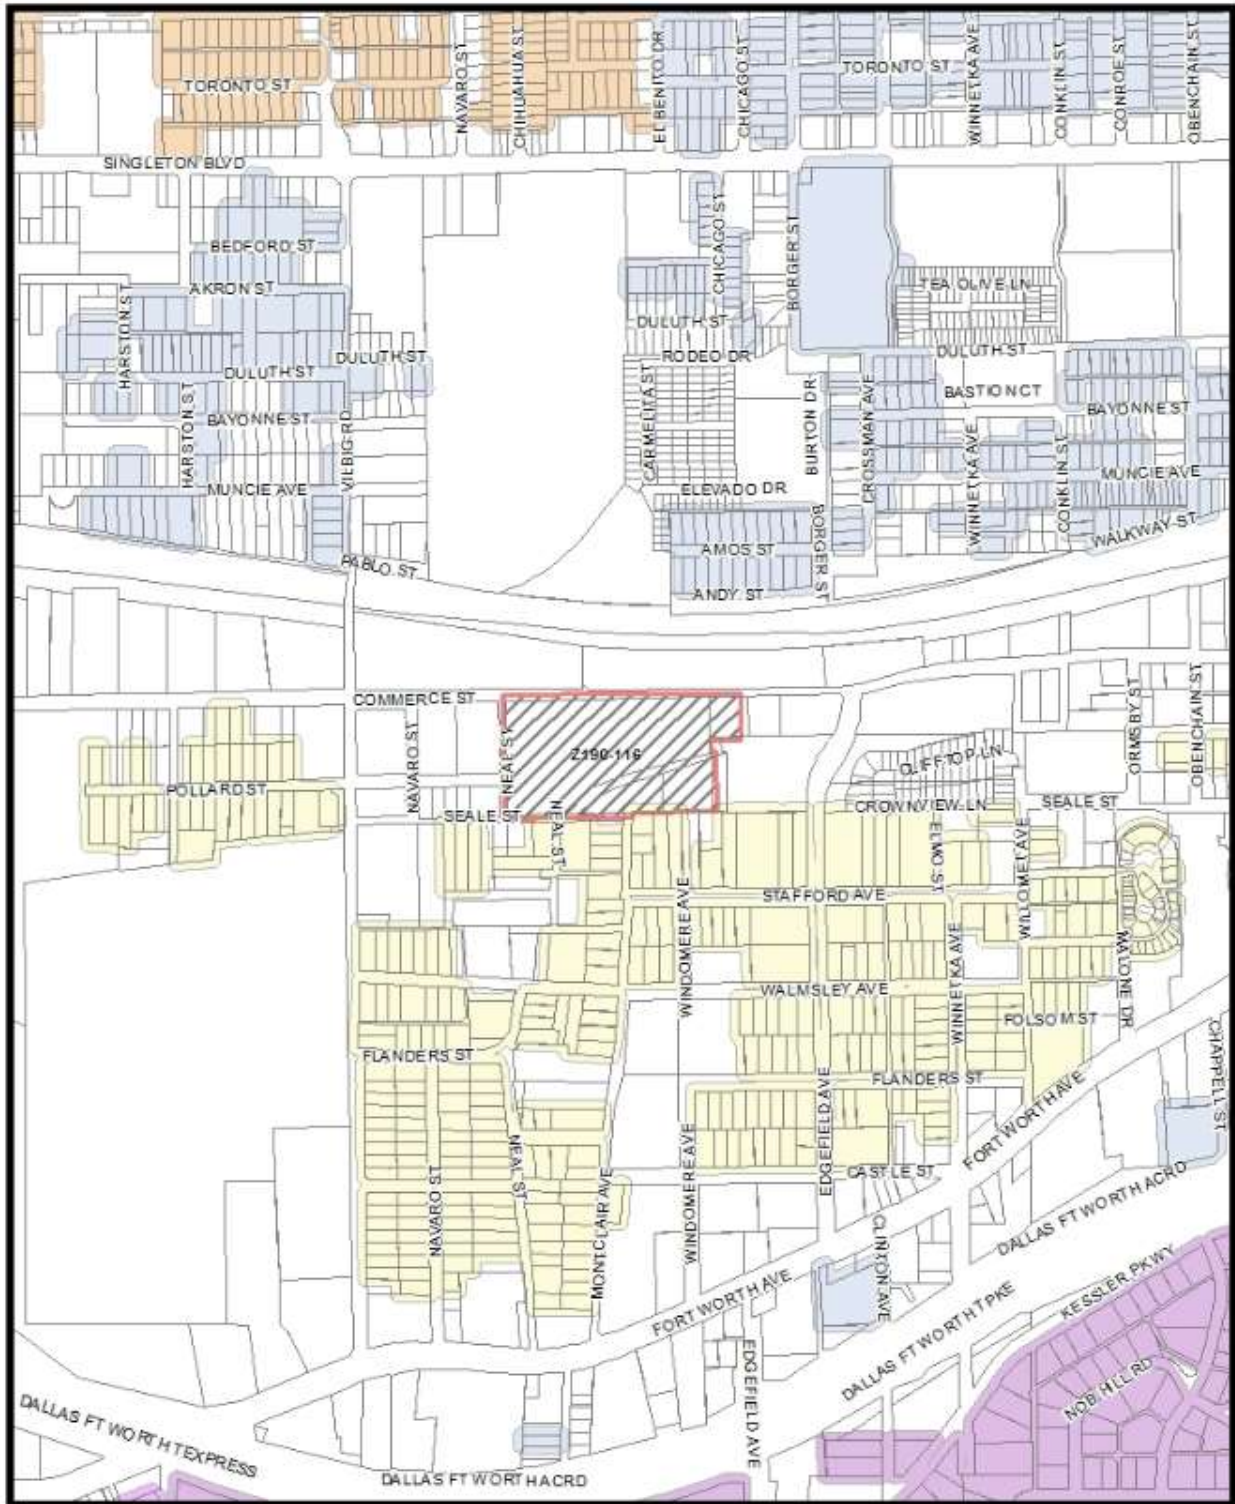 TORONTO ST
NAVARO ST
CHIHUAHUA ST
EL BENITO DR
CHICAGO ST
TORONTO ST
WINNETKA AVE
CONKLIN ST
CONROE ST
OBENCHAIN ST
SINGLETON BLVD
BEDFORD ST
CHICAGO ST
BORGER ST
AKRON ST
TEA OLIVE LN
HARSTON ST
DULUTH ST
DULUTH ST
RODEO DR
DULUTH ST
DULUTH ST
CARMELITA ST
BURTON DR
CROSSMAN AVE
BASTION CT
BAYONNE ST
BAYONNE ST
HARSTON ST
VILBIG RD
WINNETKA AVE
CONKLIN ST
MUNCIE AVE
MUNCIE AVE
ELEVADO DR
WALKWAY ST
AMOS ST
BORGER ST
PABLO ST
ANDY ST
COMMERCE ST
NAVARO ST
N NEAL ST
Z190-116
CLIFFTOP LN
ORMSBY ST
OBENCHAIN ST
POLLARD ST
SEALE ST
NEAL ST
CROWNVIEW LN
SEALE ST
ELMO ST
WILLOMET AVE
STAFFORD AVE
WINDOMERE AVE
WINNETKA AVE
MALONE DR
WALMSLEY AVE
FOLSOM ST
CHAPPELL ST
FLANDERS ST
FLANDERS ST
EDGEFIELD AVE
FORT WORTH AVE
NEAL ST
WINDOMERE AVE
CASTLE ST
NAVARO ST
MONTCLAIR AVE
CLINTON AVE
DALLAS FT WORTH ACRD
FORT WORTH AVE
KESSLER PKWY
DALLAS FT WORTH TPKE
EDGEFIELD AVE
NOB HILL RD
DALLAS FT WORTH TEXPRESS
DALLAS FT WORTH ACRD